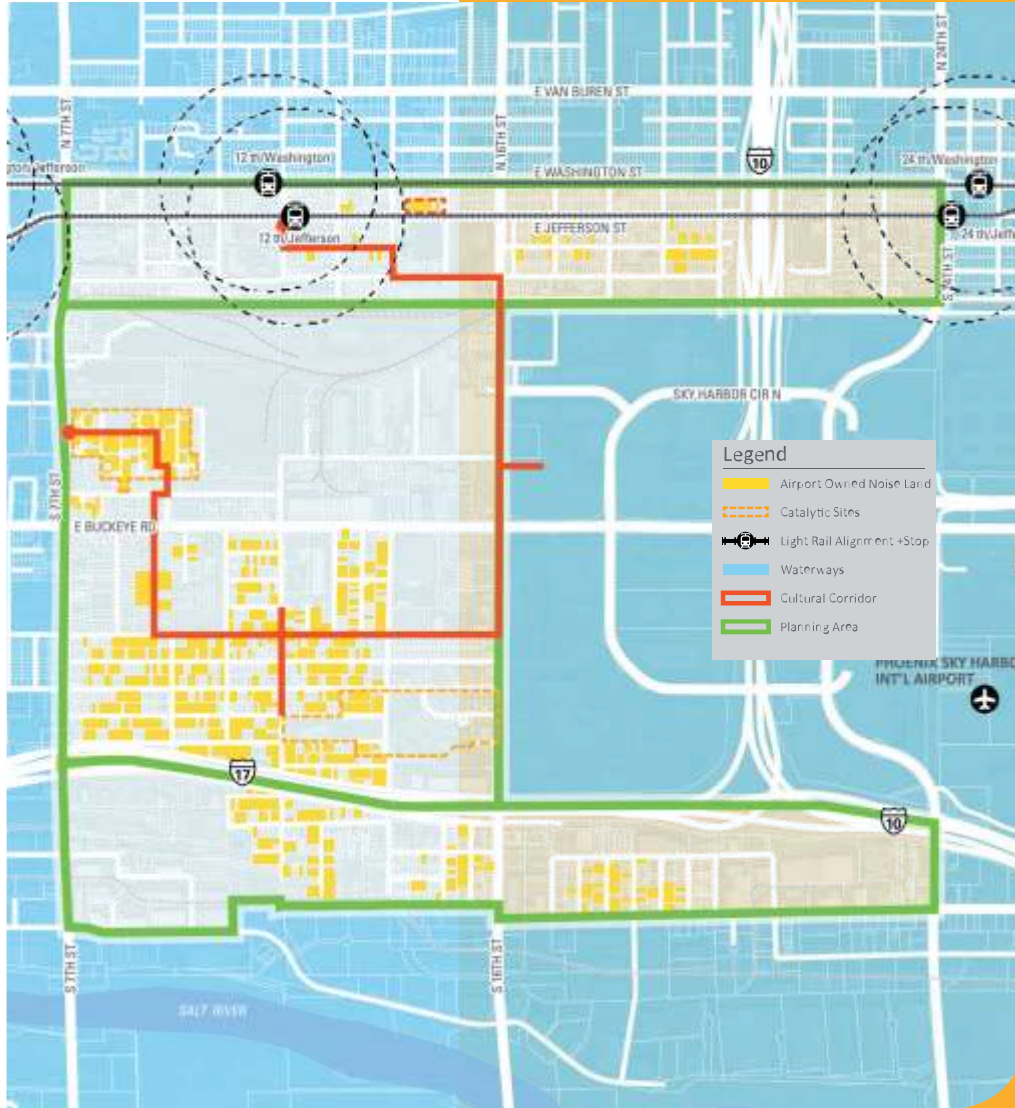 N 7TH ST
N 16TH ST
N 24TH ST
E VAN BUREN ST
10
12 th/Washington
E WASHINGTON ST
24 th/Washington
12 th/Jefferson
E JEFFERSON ST
S 24TH ST
SKY HARBOR CIR N
S 7TH ST
E BUCKEYE RD
Legend
Airport Owned Noise Land
Catalytic Sites
Light Rail Alignment +Stop
Waterways
Cultural Corridor
Planning Area
PHOENIX SKY HARBO
INT'L AIRPORT
17
10
S 7TH ST
S 16TH ST
SALT RIVER